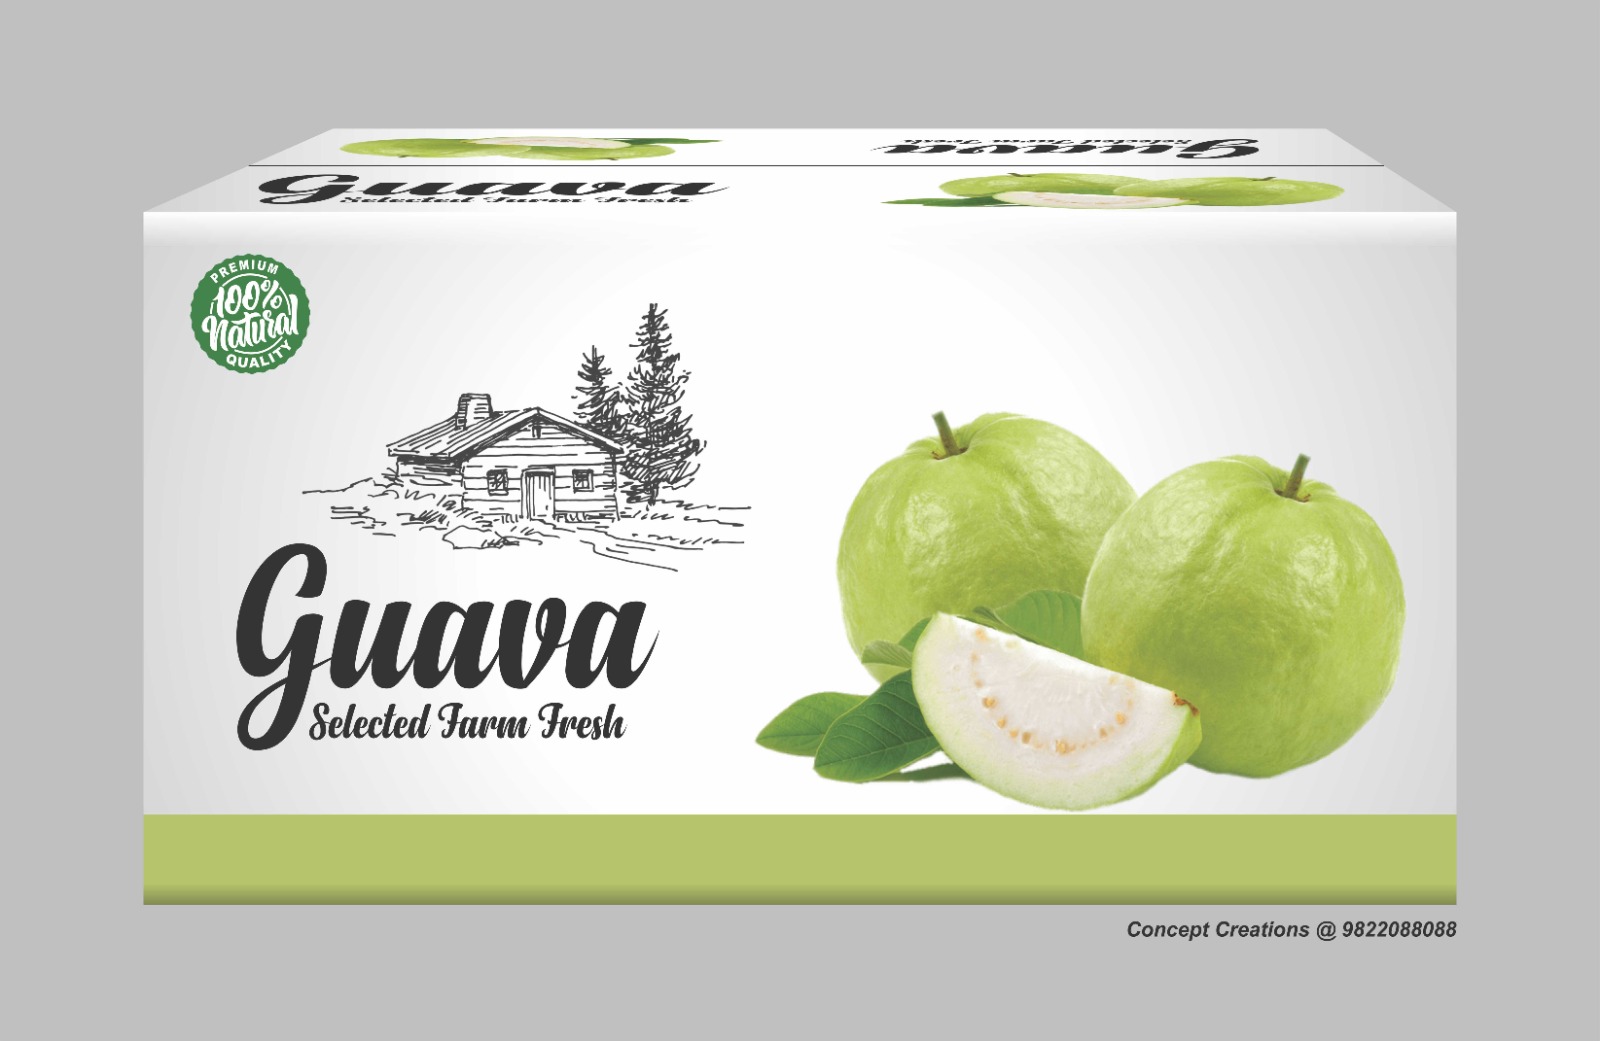 Guava
Selected Farm Fresh
Guava
Selected Farm Fresh
PREMIUM
100%
Natural
QUALITY
Guava
Selected Farm Fresh
Concept Creations @ 9822088088